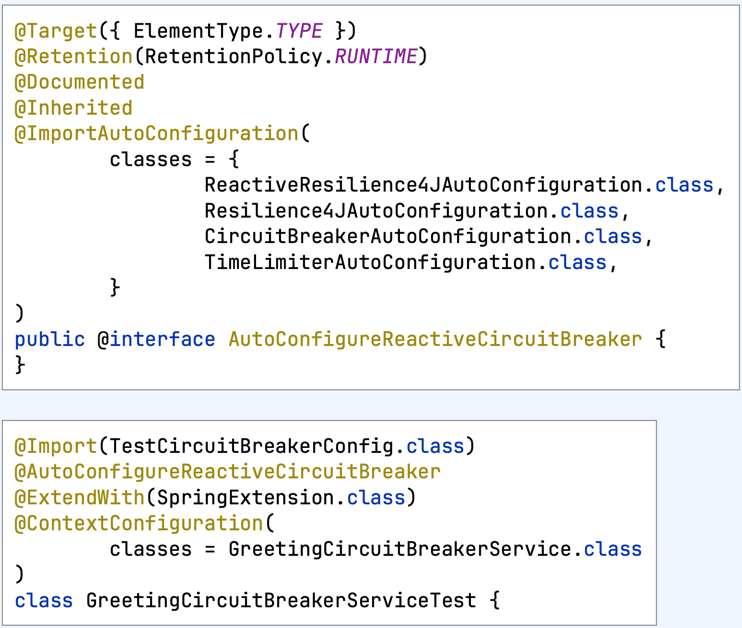 @Target({ ElementType.TYPE })
@Retention(RetentionPolicy.RUNTIME)
@Documented
@Inherited
@ImportAutoConfiguration(
        classes = {
                ReactiveResilience4JAutoConfiguration.class,
                Resilience4JAutoConfiguration.class,
                CircuitBreakerAutoConfiguration.class,
                TimeLimiterAutoConfiguration.class,
        }
)
public @interface AutoConfigureReactiveCircuitBreaker {
}
@Import(TestCircuitBreakerConfig.class)
@AutoConfigureReactiveCircuitBreaker
@ExtendWith(SpringExtension.class)
@ContextConfiguration(
        classes = GreetingCircuitBreakerService.class
)
class GreetingCircuitBreakerServiceTest {